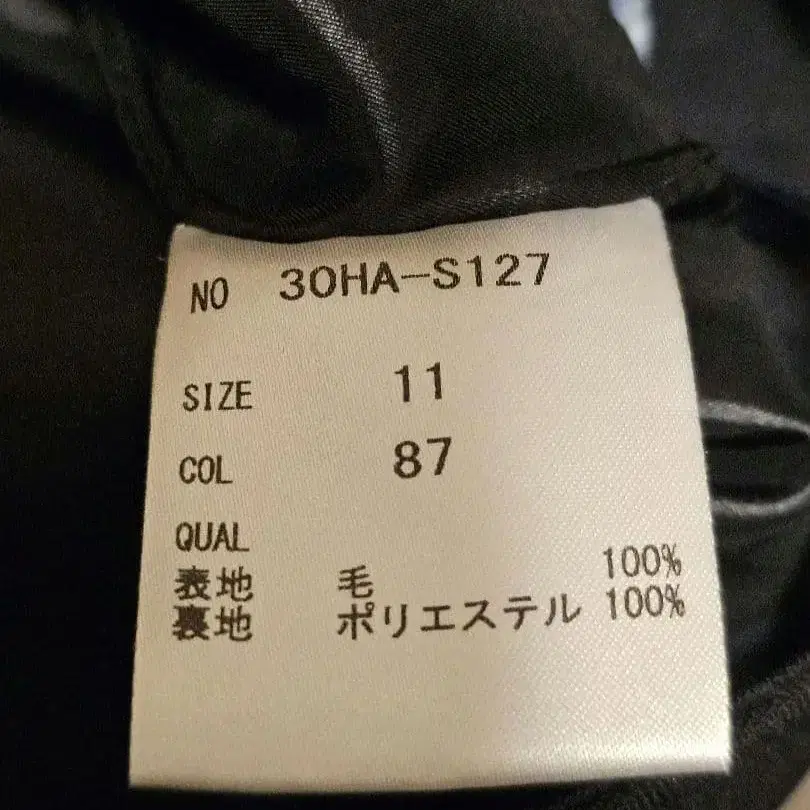 NO 30HA-S127
SIZE 11
COL 87
QUAL
表地 毛 100%
裏地 ポリエステル 100%